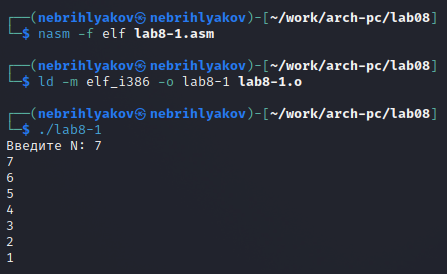 ┌──(nebrihlyakov㉿nebrihlyakov)-[~/work/arch-pc/lab08]
└─$ nasm -f elf lab8-1.asm
┌──(nebrihlyakov㉿nebrihlyakov)-[~/work/arch-pc/lab08]
└─$ ld -m elf_i386 -o lab8-1 lab8-1.o
┌──(nebrihlyakov㉿nebrihlyakov)-[~/work/arch-pc/lab08]
└─$ ./lab8-1
Введите N: 7
7
6
5
4
3
2
1